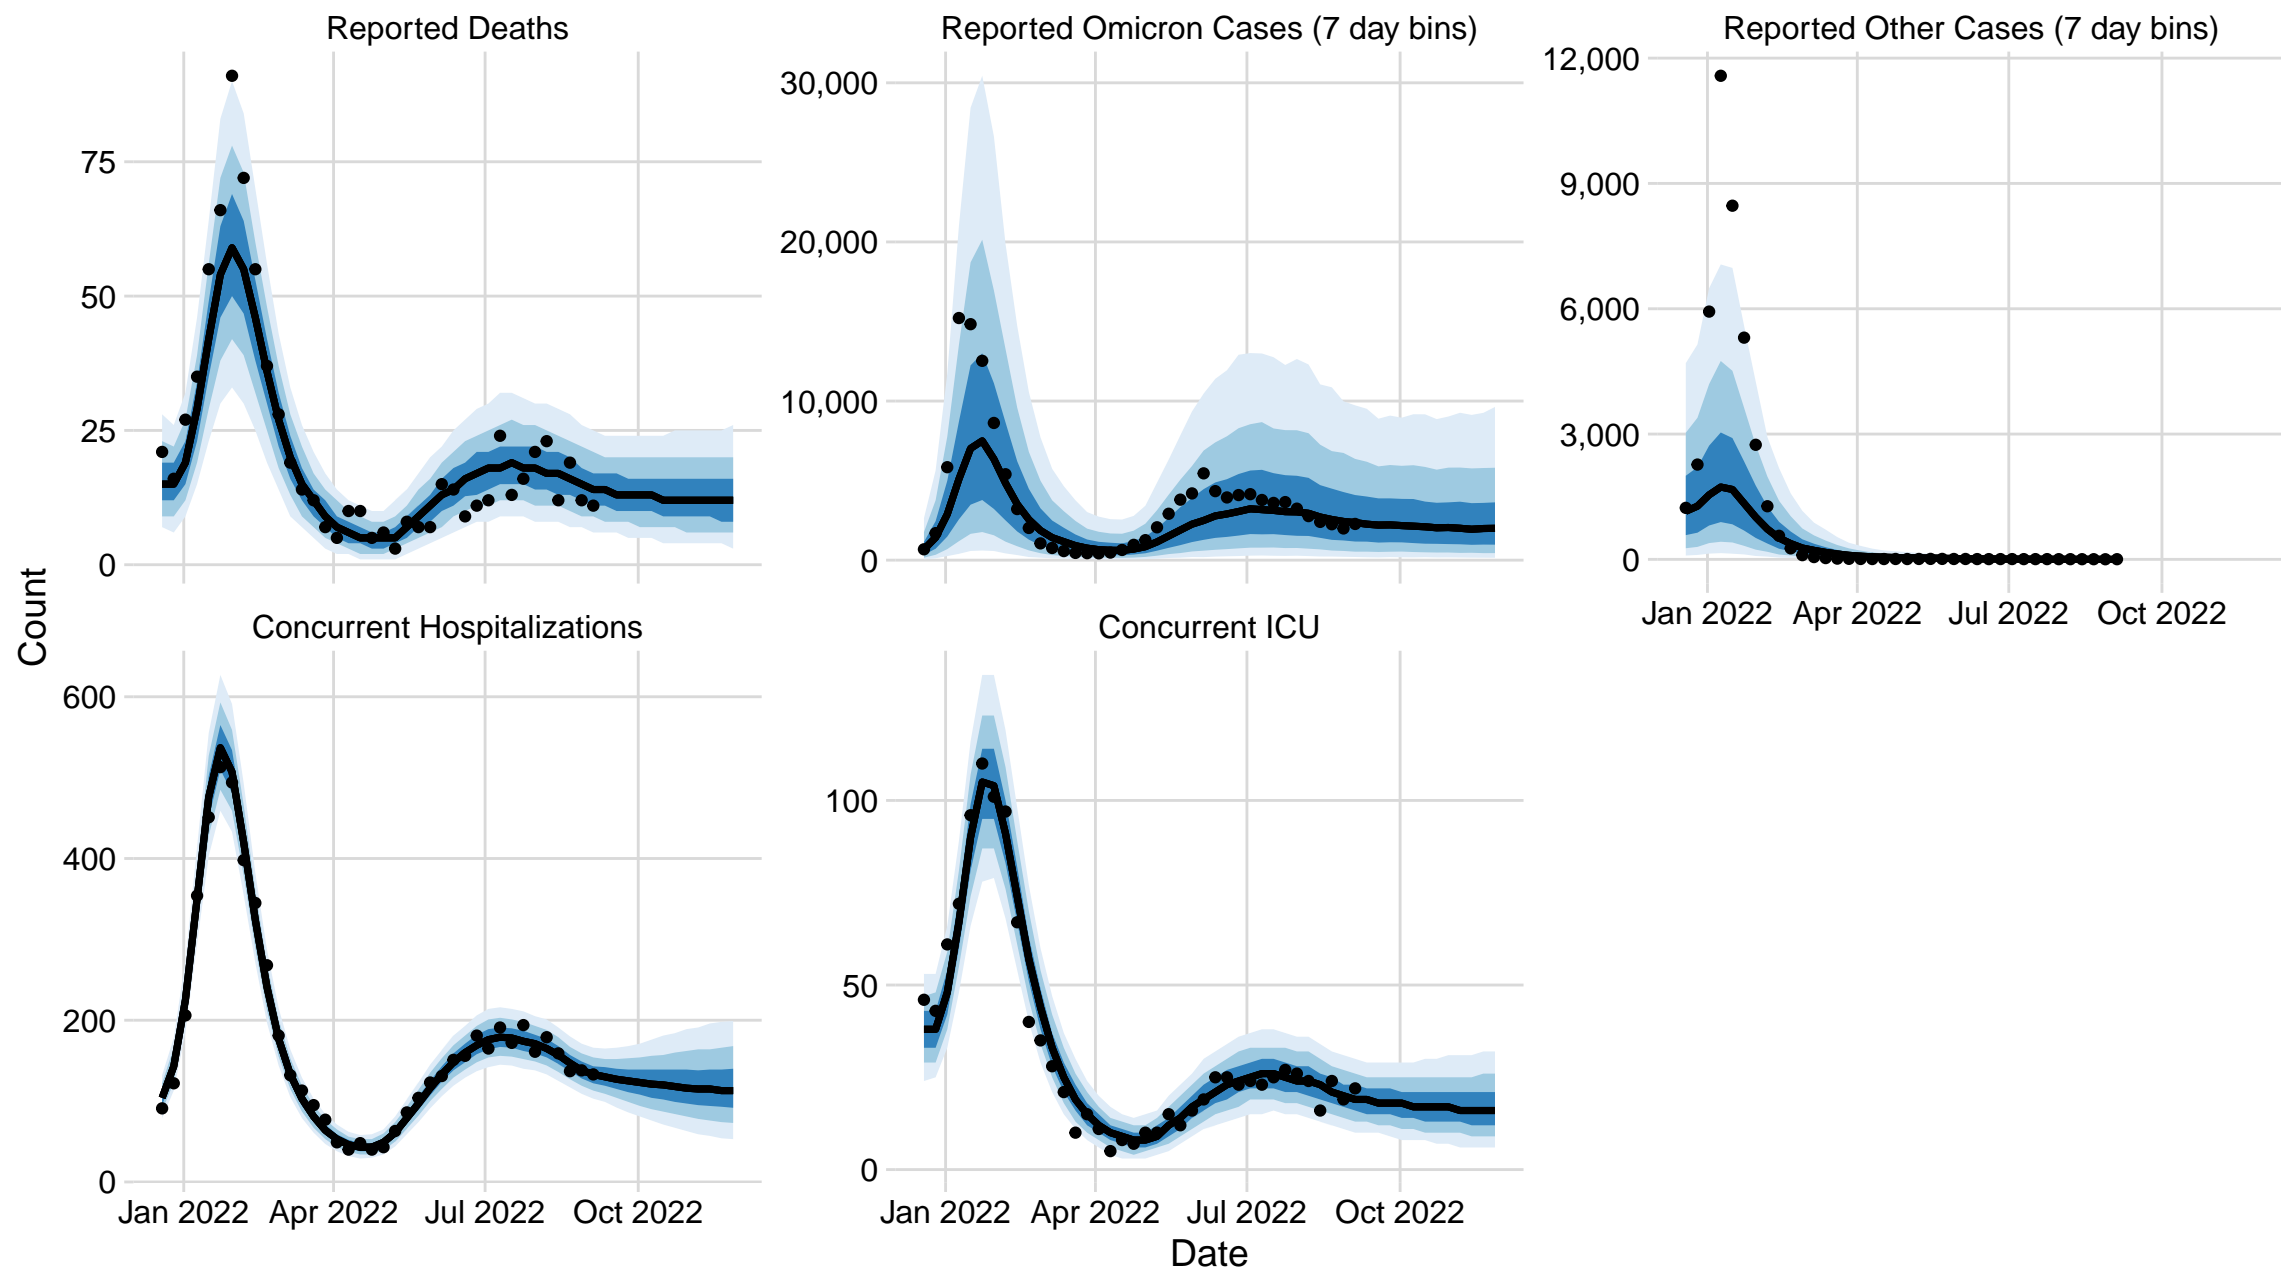 Reported Deaths
Reported Omicron Cases (7 day bins)
Reported Other Cases (7 day bins)
75
50
25
0
30,000
20,000
10,000
0
12,000
9,000
6,000
3,000
0
Jan 2022 Apr 2022 Jul 2022 Oct 2022
Count
Concurrent Hospitalizations
Concurrent ICU
600
400
200
0
100
50
0
Jan 2022 Apr 2022 Jul 2022 Oct 2022
Jan 2022 Apr 2022 Jul 2022 Oct 2022
Date